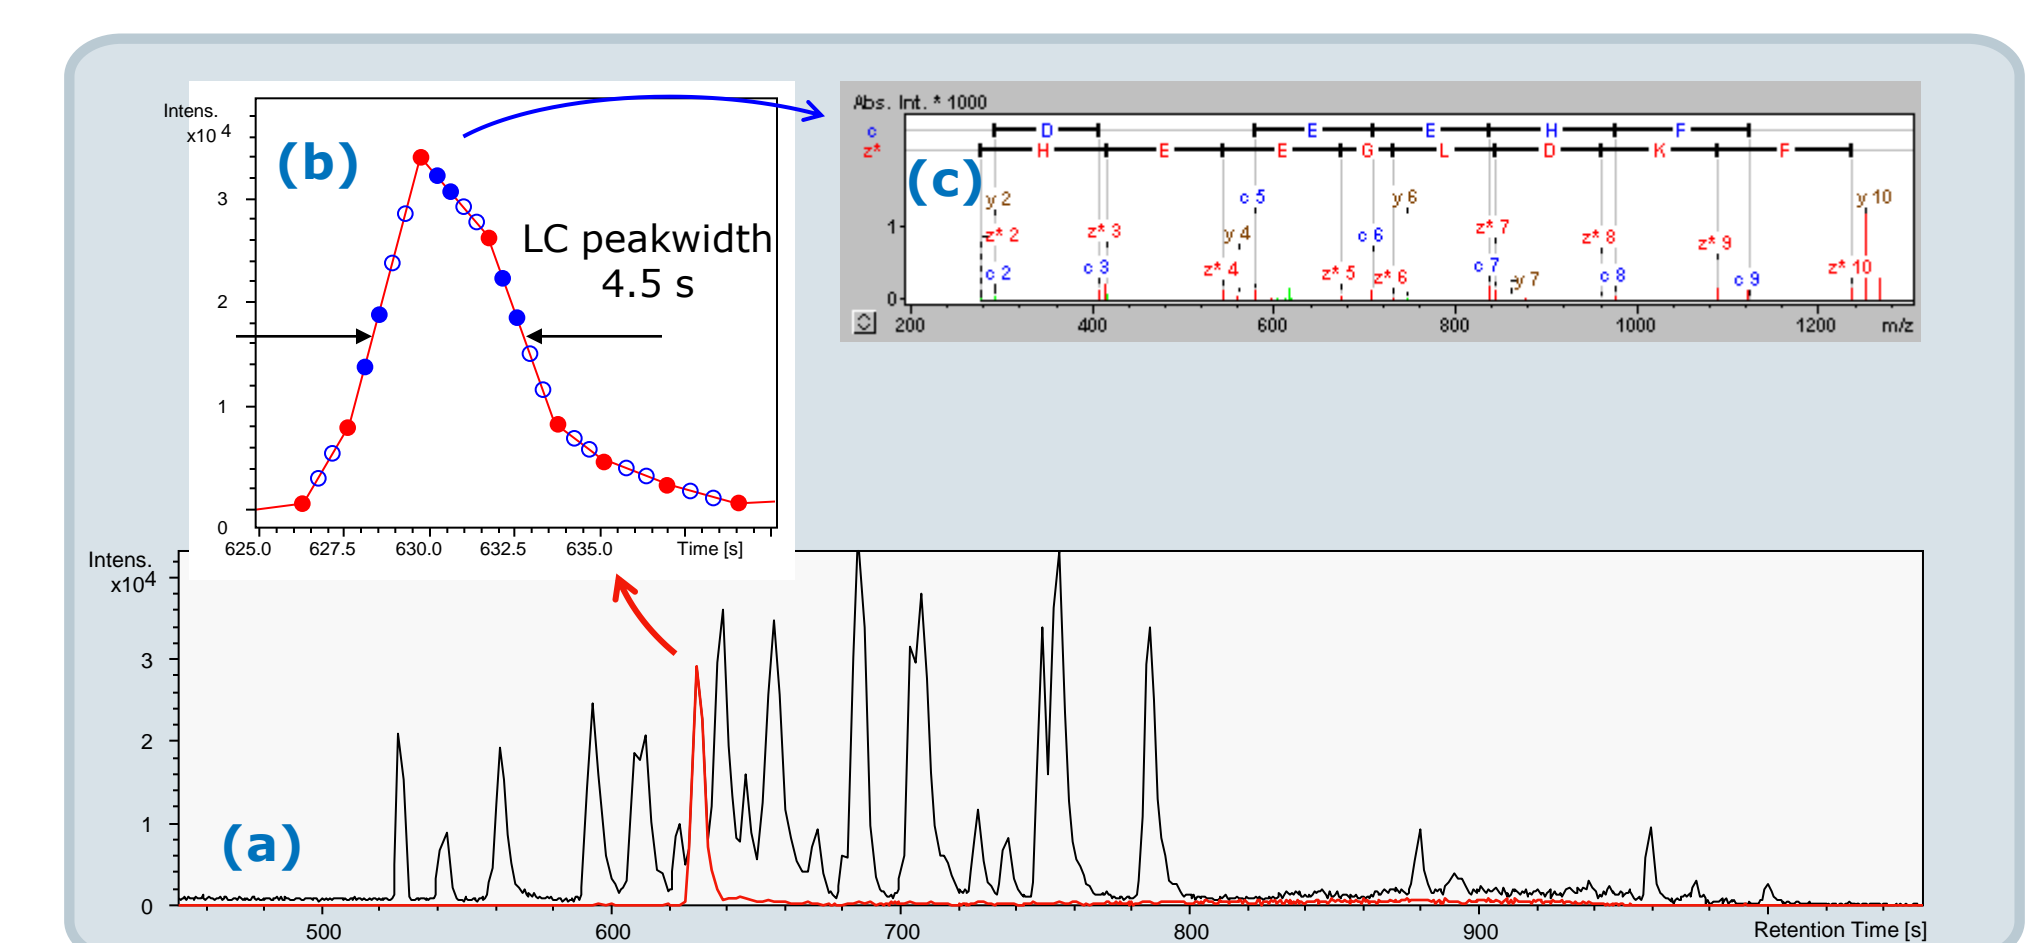 Intens.
x10 4
(b)
3
2
1
0
LC peakwidth
4.5 s
625.0 627.5 630.0 632.5 635.0 Time [s]
Abs. Int. * 1000
c D E E H F
z* H E E G L D K F
(c)
y 2 c 5 y 6 y 10
1
z* 2 z* 3 y 4 c 6 z* 7 z* 8 z* 9
c 2 c 3 z* 4 z* 5 z* 6 c 7 y 7 c 8 c 9 z* 10
0
200 400 600 800 1000 1200 m/z
Intens.
x10 4
3
2
1
0
(a)
500 600 700 800 900 Retention Time [s]